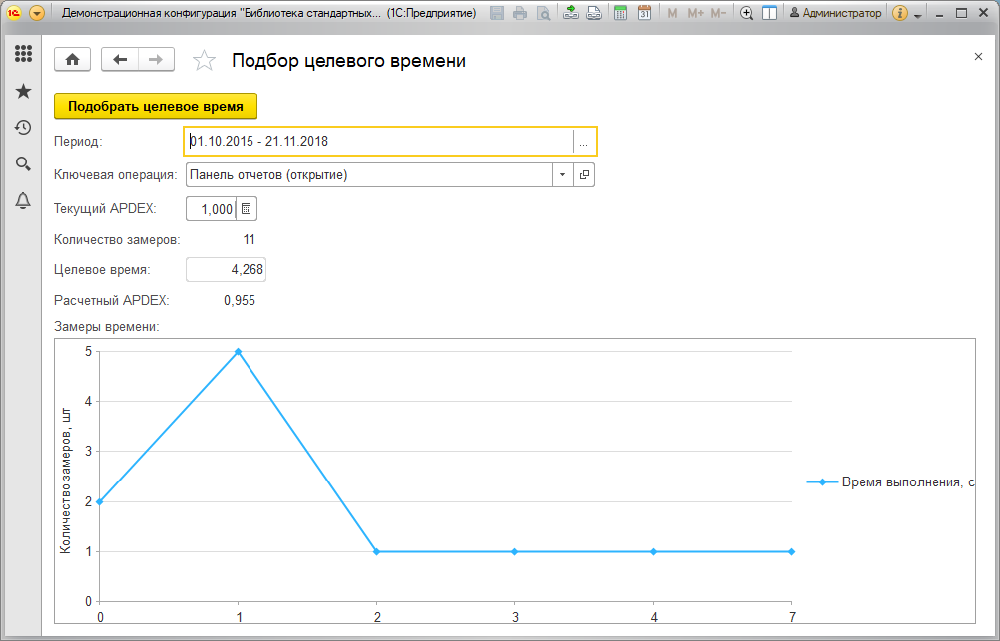 Демонстрационная конфигурация "Библиотека стандартных... (1С:Предприятие)
31 M M+ M- Администратор i
Подбор целевого времени
Подобрать целевое время
Период: 01.10.2015 - 21.11.2018 ...
Ключевая операция: Панель отчетов (открытие)
Текущий APDEX: 1,000
Количество замеров: 11
Целевое время: 4,268
Расчетный APDEX: 0,955
Замеры времени:
Количество замеров, шт
5
4
3
2
1
0
0 1 2 3 4 7
Время выполнения, с